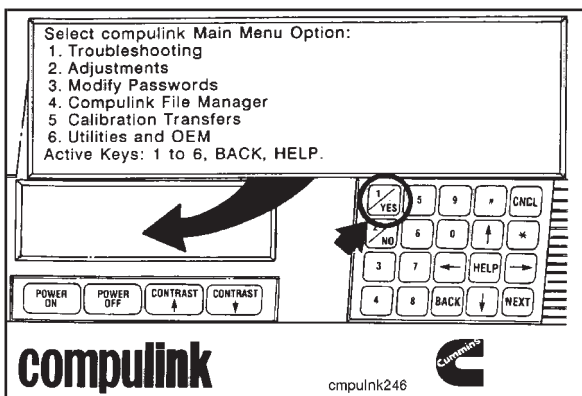 Select compulink Main Menu Option:
1. Troubleshooting
2. Adjustments
3. Modify Passwords
4. Compulink File Manager
5 Calibration Transfers
6. Utilities and OEM
Active Keys: 1 to 6, BACK, HELP.
1 YES 5 9 " CNCL
2 NO 6 0 ↑ *
3 7 ← HELP →
4 8 BACK ↓ NEXT
POWER ON POWER OFF CONTRAST ↑ CONTRAST ↓
compulink
cmpulnk246
Cummins